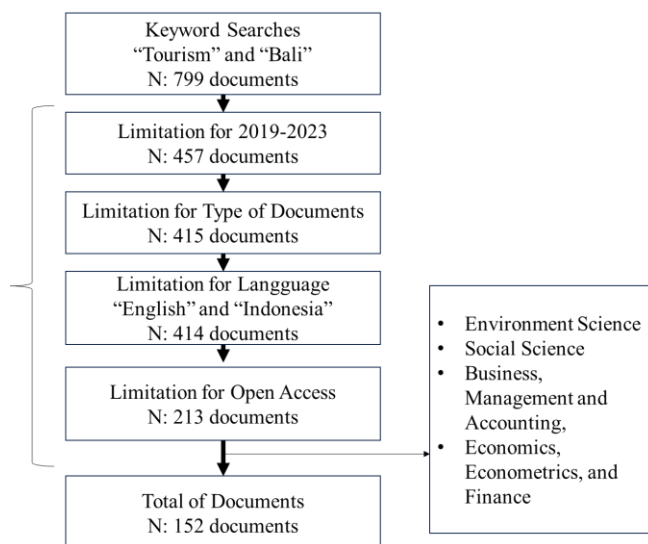 Keyword Searches
“Tourism” and “Bali”
N: 799 documents
Limitation for 2019-2023
N: 457 documents
Limitation for Type of Documents
N: 415 documents
Limitation for Langguage
“English” and “Indonesia”
N: 414 documents
Limitation for Open Access
N: 213 documents
• Environment Science
• Social Science
• Business,
Management and
Accounting,
• Economics,
Econometrics, and
Finance
Total of Documents
N: 152 documents